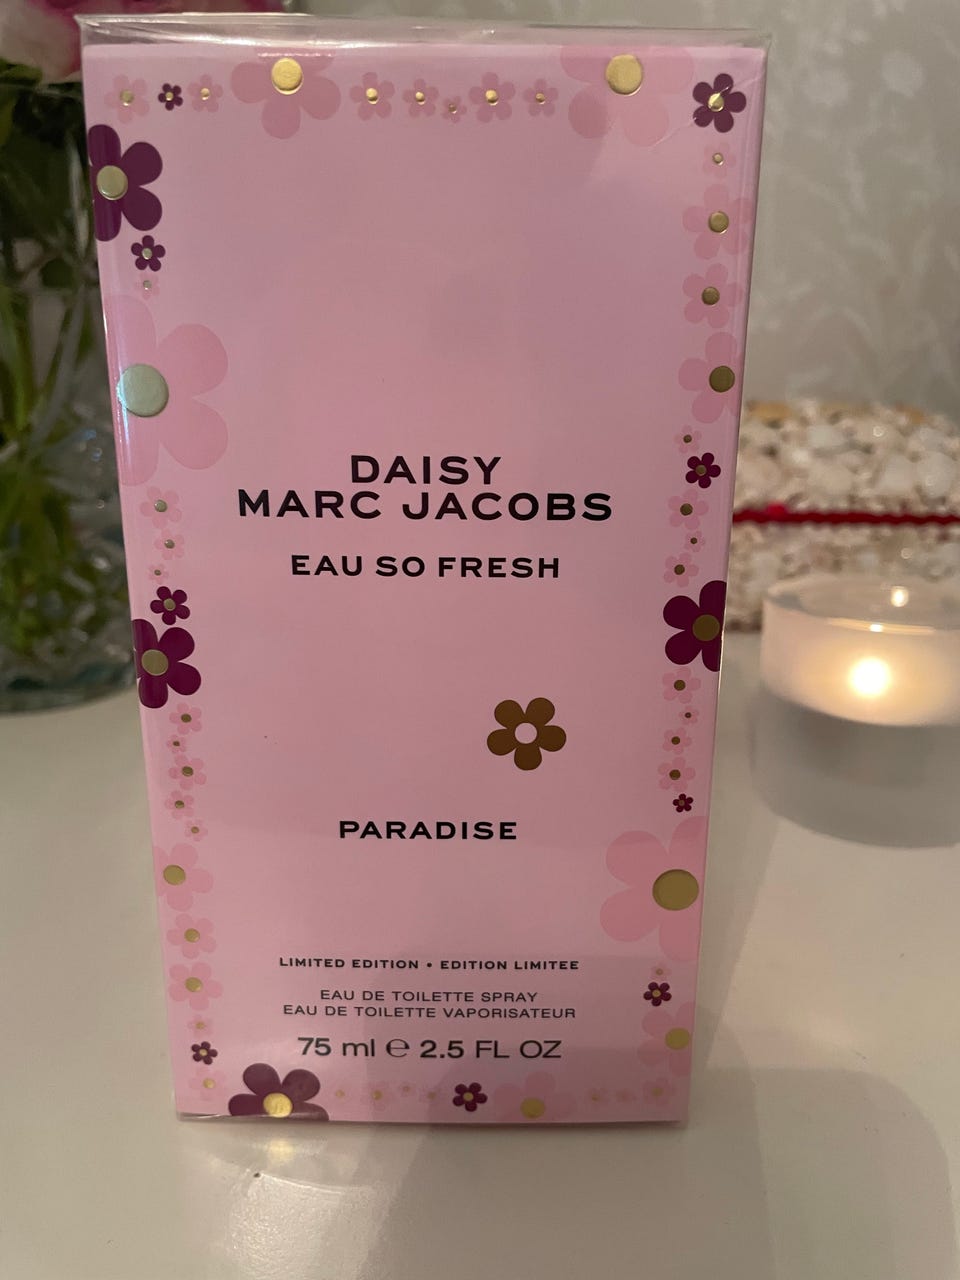 DAISY
MARC JACOBS
EAU SO FRESH
PARADISE
LIMITED EDITION • EDITION LIMITEE
EAU DE TOILETTE SPRAY
EAU DE TOILETTE VAPORISATEUR
75 ml ℮ 2.5 FL OZ